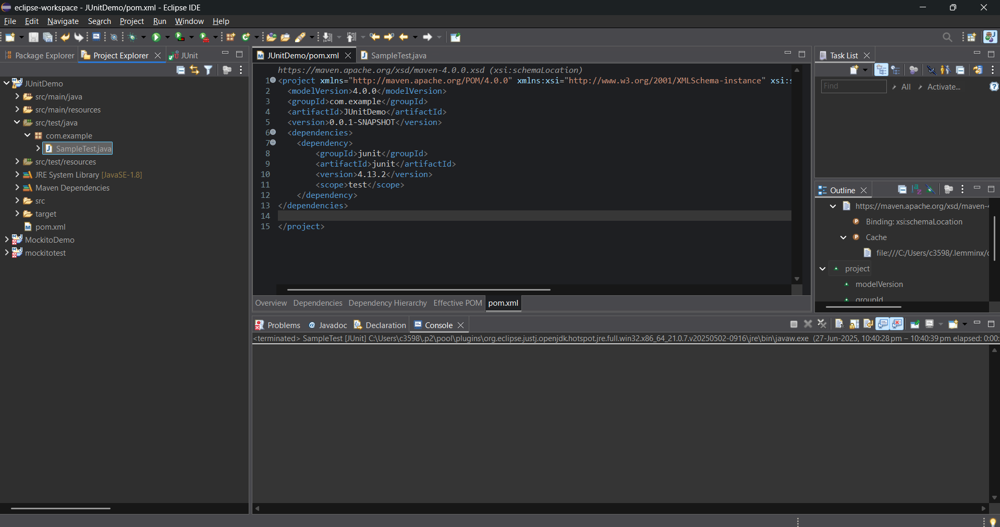 eclipse-workspace - JUnitDemo/pom.xml - Eclipse IDE
File Edit Navigate Search Project Run Window Help
Package Explorer Project Explorer JUnit
JUnitDemo
src/main/java
src/main/resources
src/test/java
com.example
SampleTest.java
src/test/resources
JRE System Library [JavaSE-1.8]
Maven Dependencies
src
target
pom.xml
MockitoDemo
mockitotest
JUnitDemo/pom.xml SampleTest.java
https://maven.apache.org/xsd/maven-4.0.0.xsd (xsi:schemaLocation)
1 <project xmlns="http://maven.apache.org/POM/4.0.0" xmlns:xsi="http://www.w3.org/2001/XMLSchema-instance" xsi:s
2 <modelVersion>4.0.0</modelVersion>
3 <groupId>com.example</groupId>
4 <artifactId>JUnitDemo</artifactId>
5 <version>0.0.1-SNAPSHOT</version>
6 <dependencies>
7 <dependency>
8 <groupId>junit</groupId>
9 <artifactId>junit</artifactId>
10 <version>4.13.2</version>
11 <scope>test</scope>
12 </dependency>
13 </dependencies>
14
15 </project>
Overview Dependencies Dependency Hierarchy Effective POM pom.xml
Task List
Find All Activate...
Outline
https://maven.apache.org/xsd/maven-4
Binding: xsi:schemaLocation
Cache
file:///C:/Users/c3598/.lemminx/c
project
modelVersion
groupId
Problems Javadoc Declaration Console
<terminated> SampleTest [JUnit] C:\Users\c3598\.p2\pool\plugins\org.eclipse.justj.openjdk.hotspot.jre.full.win32.x86_64_21.0.7.v20250502-0916\jre\bin\javaw.exe (27-Jun-2025, 10:40:28 pm – 10:40:39 pm elapsed: 0:00: